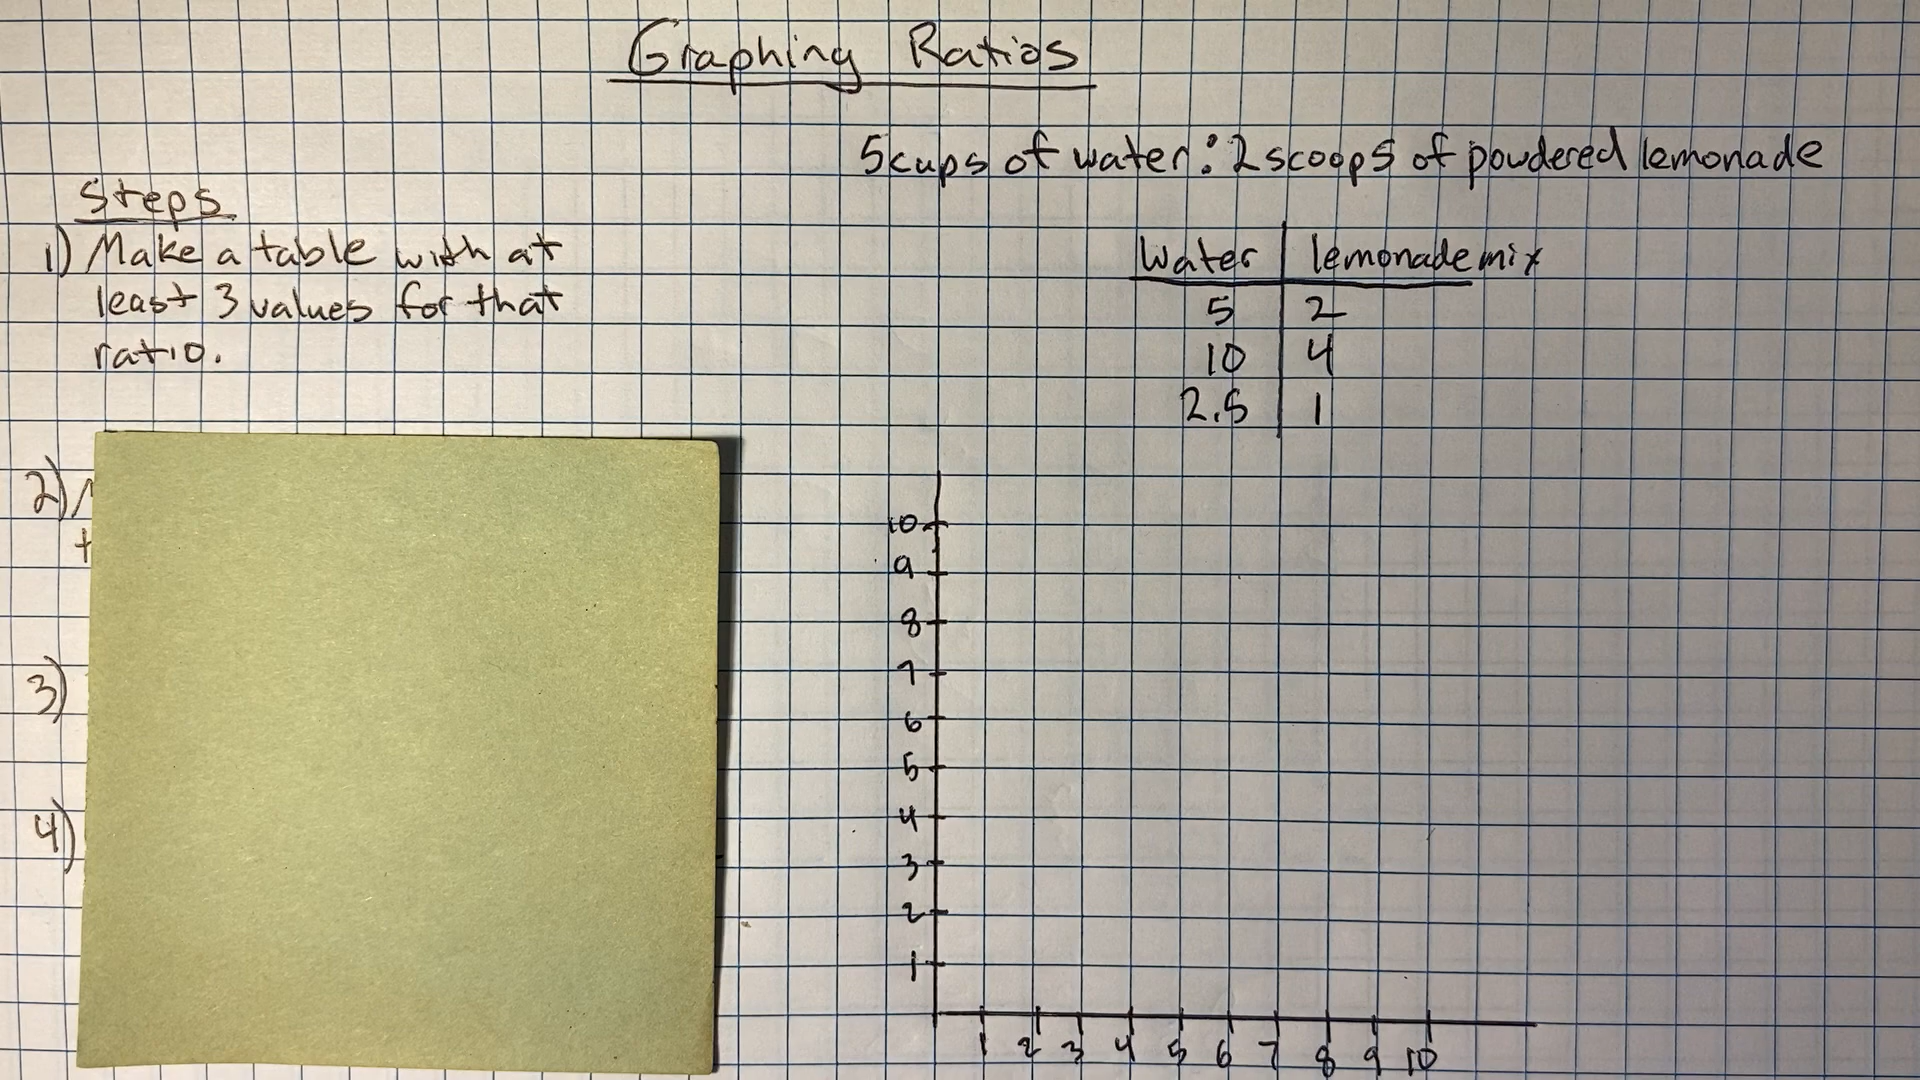 Graphing Ratios
5 cups of water : 2 scoops of powdered lemonade
Steps
1) Make a table with at
least 3 values for that
ratio.
Water | lemonade mix
5 | 2
10 | 4
2.5 | 1
2)
3)
4)
10
9
8
7
6
5
4
3
2
1
1 2 3 4 5 6 7 8 9 10